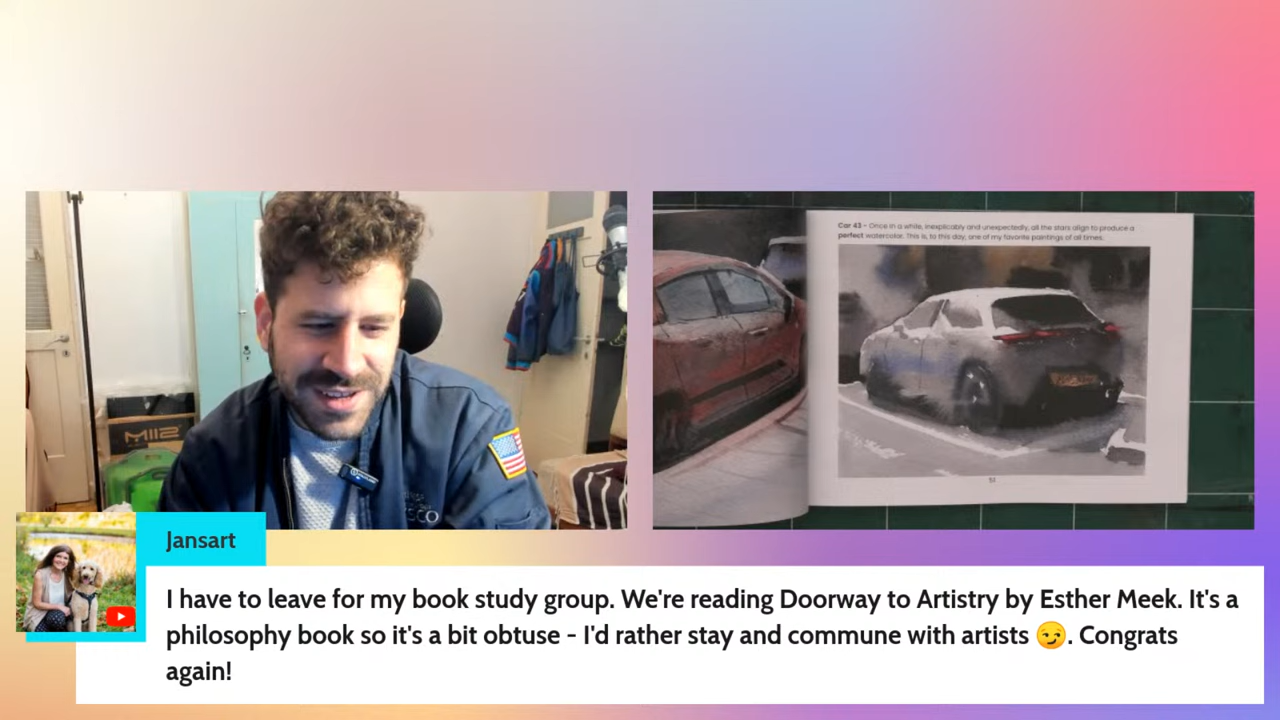 Car 43 - Once in a while, inexplicably and unexpectedly, all the stars align to produce a
perfect watercolor. This is, to this day, one of my favorite paintings of all times.
MII2
51
Jansart
I have to leave for my book study group. We're reading Doorway to Artistry by Esther Meek. It's a
philosophy book so it's a bit obtuse - I'd rather stay and commune with artists 😏. Congrats
again!